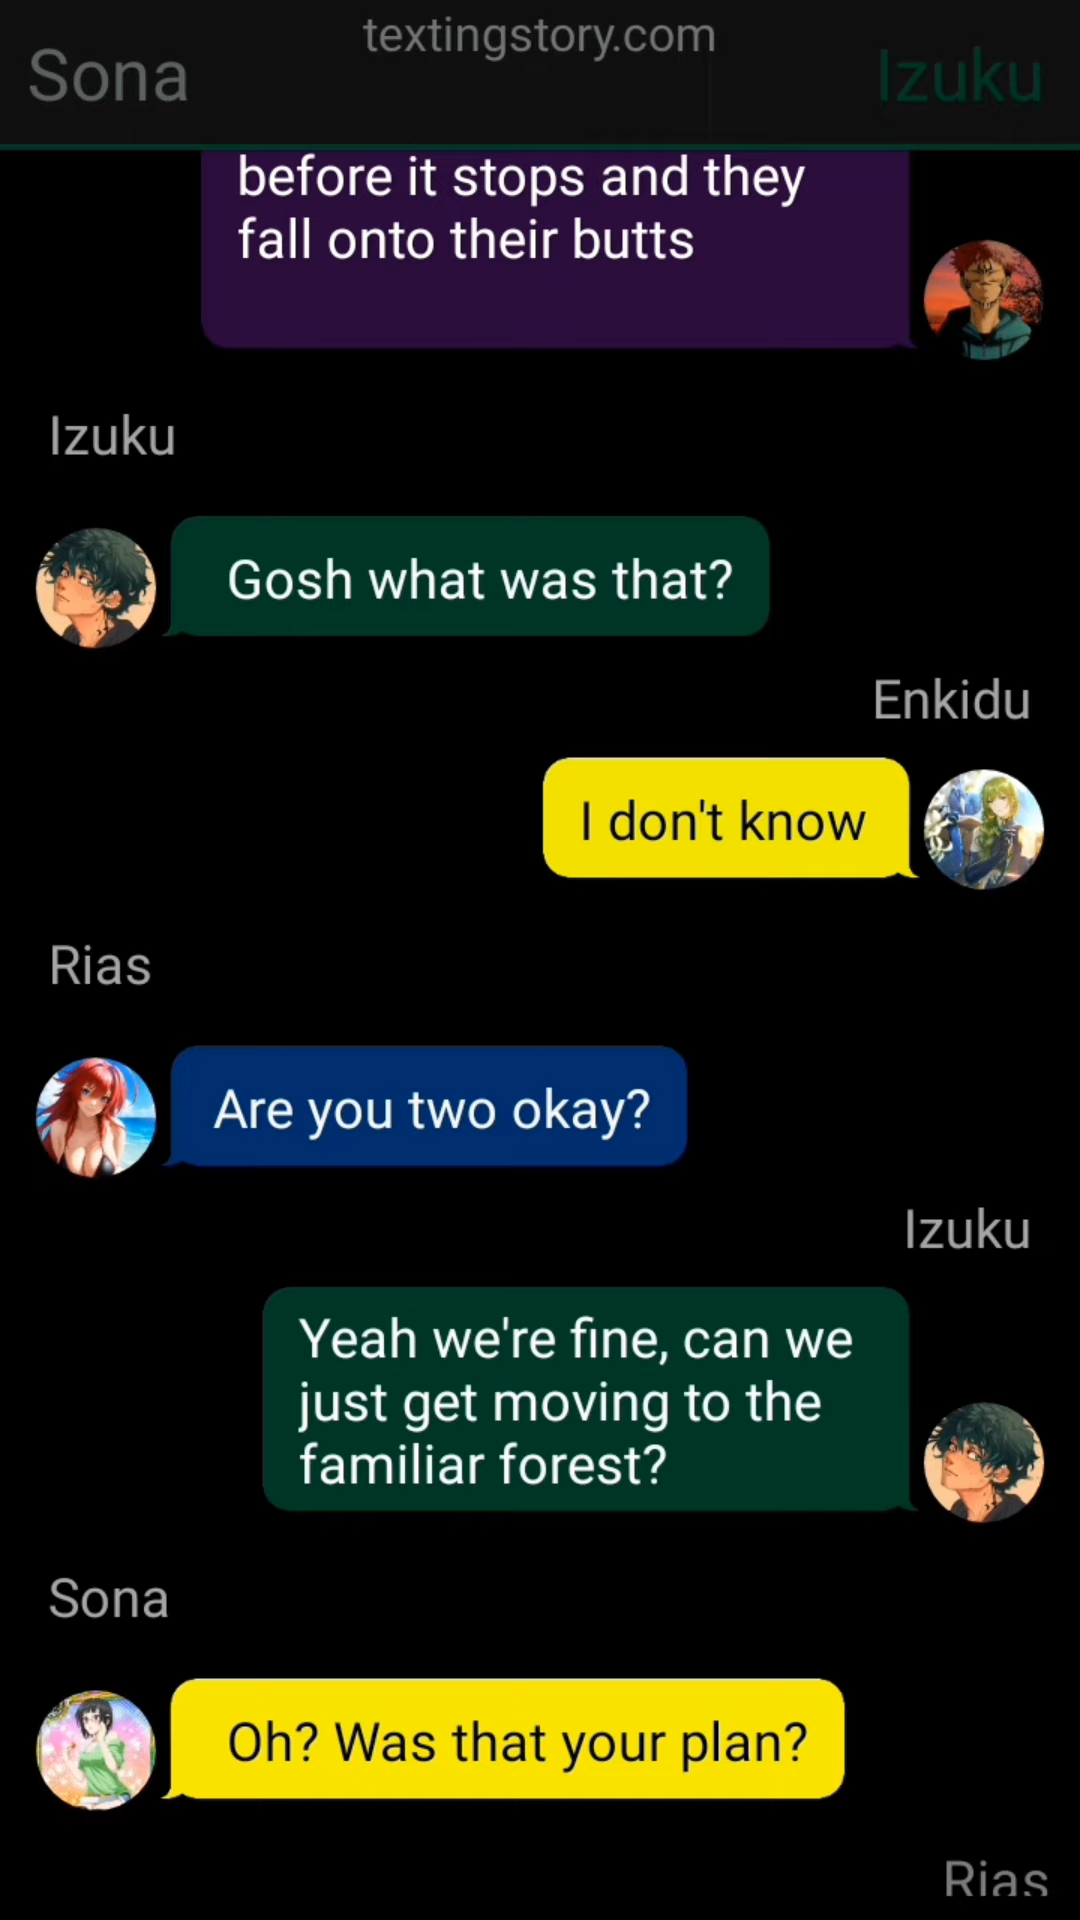 textingstory.com
Sona
Izuku
before it stops and they
fall onto their butts
Izuku
Gosh what was that?
Enkidu
I don't know
Rias
Are you two okay?
Izuku
Yeah we're fine, can we
just get moving to the
familiar forest?
Sona
Oh? Was that your plan?
Rias